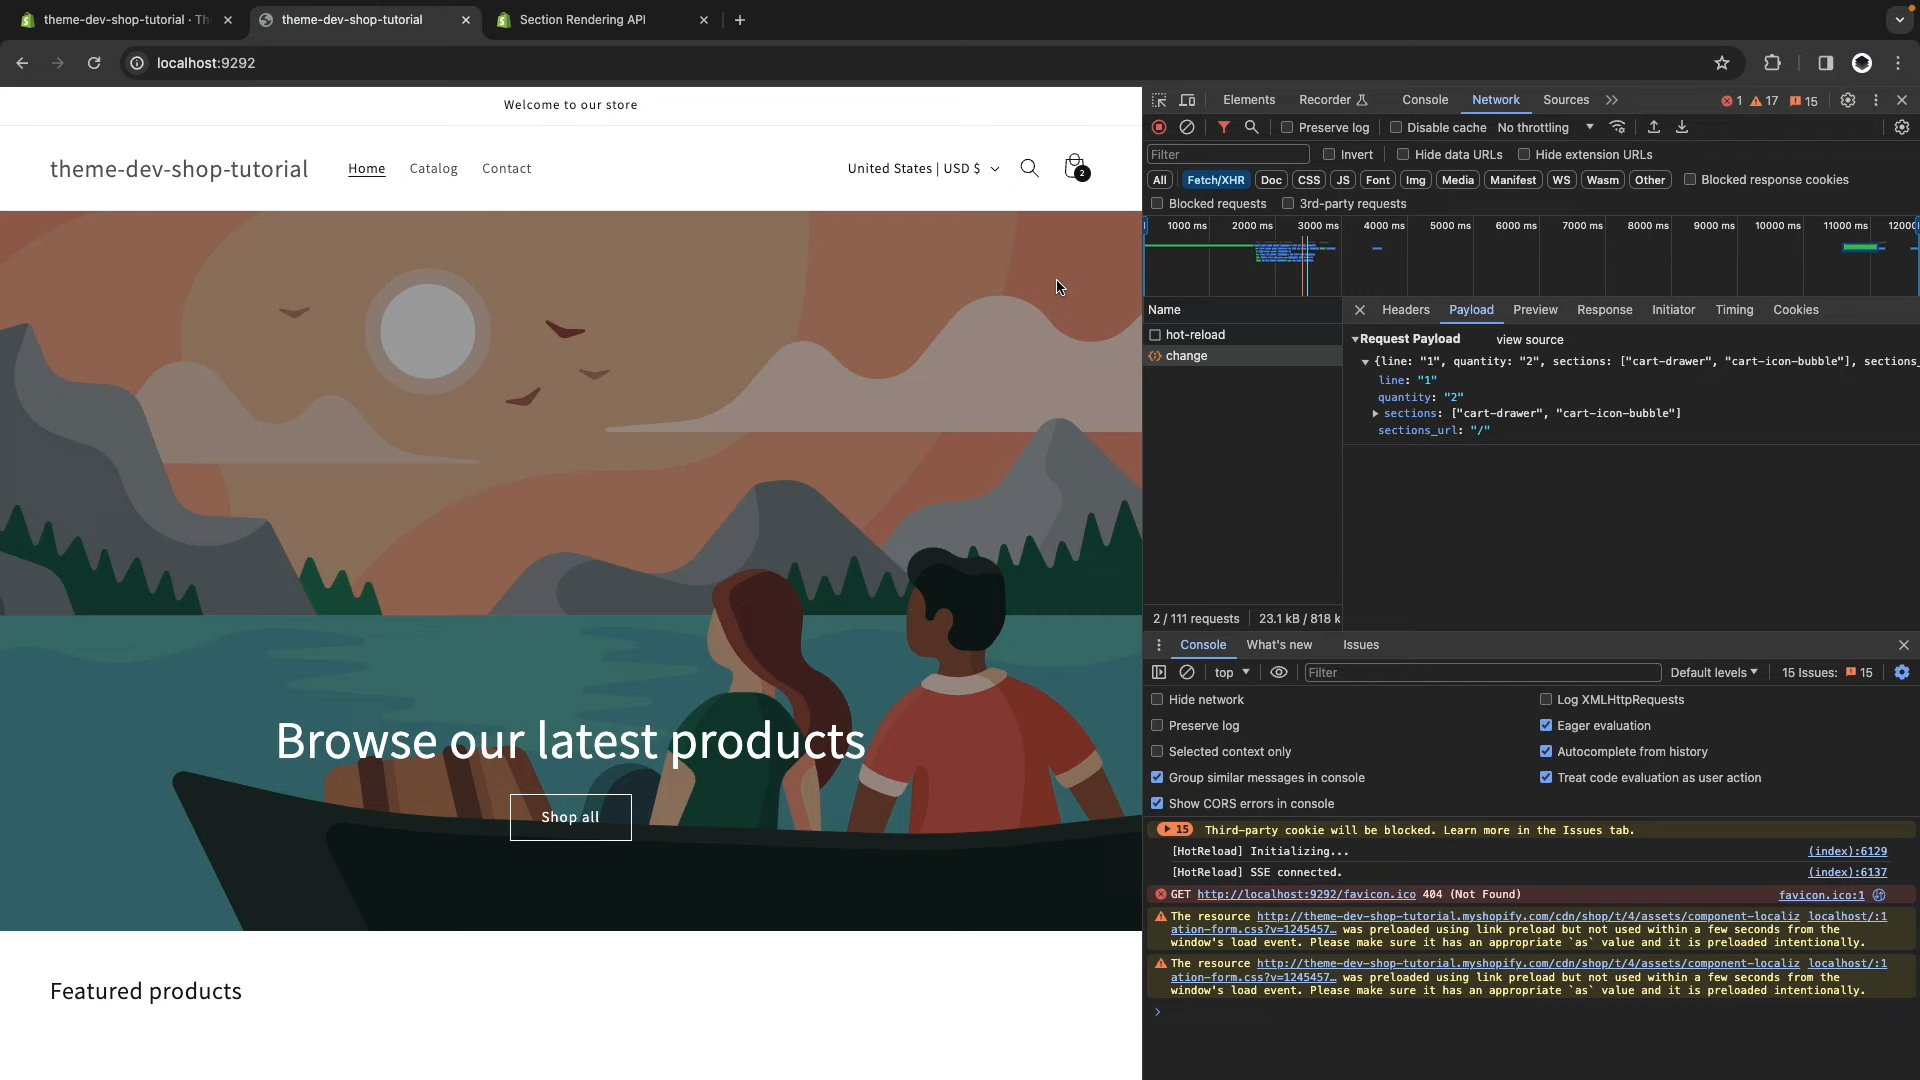 theme-dev-shop-tutorial · Th
theme-dev-shop-tutorial
Section Rendering API
localhost:9292
Welcome to our store
theme-dev-shop-tutorial
Home
Catalog
Contact
United States | USD $
2
Browse our latest products
Shop all
Featured products
Elements
Recorder
Console
Network
Sources
1
17
15
Preserve log
Disable cache
No throttling
Filter
Invert
Hide data URLs
Hide extension URLs
All
Fetch/XHR
Doc
CSS
JS
Font
Img
Media
Manifest
WS
Wasm
Other
Blocked response cookies
Blocked requests
3rd-party requests
1000 ms
2000 ms
3000 ms
4000 ms
5000 ms
6000 ms
7000 ms
8000 ms
9000 ms
10000 ms
11000 ms
12000
Name
hot-reload
change
2 / 111 requests
23.1 kB / 818 k
Headers
Payload
Preview
Response
Initiator
Timing
Cookies
Request Payload
view source
{line: "1", quantity: "2", sections: ["cart-drawer", "cart-icon-bubble"], sections_
line: "1"
quantity: "2"
sections: ["cart-drawer", "cart-icon-bubble"]
sections_url: "/"
Console
What's new
Issues
top
Filter
Default levels
15 Issues:
15
Hide network
Log XMLHttpRequests
Preserve log
Eager evaluation
Selected context only
Autocomplete from history
Group similar messages in console
Treat code evaluation as user action
Show CORS errors in console
15 Third-party cookie will be blocked. Learn more in the Issues tab.
[HotReload] Initializing... (index):6129
[HotReload] SSE connected. (index):6137
GET http://localhost:9292/favicon.ico 404 (Not Found) favicon.ico:1
The resource http://theme-dev-shop-tutorial.myshopify.com/cdn/shop/t/4/assets/component-localiz localhost/:1
ation-form.css?v=1245457… was preloaded using link preload but not used within a few seconds from the
window's load event. Please make sure it has an appropriate `as` value and it is preloaded intentionally.
The resource http://theme-dev-shop-tutorial.myshopify.com/cdn/shop/t/4/assets/component-localiz localhost/:1
ation-form.css?v=1245457… was preloaded using link preload but not used within a few seconds from the
window's load event. Please make sure it has an appropriate `as` value and it is preloaded intentionally.